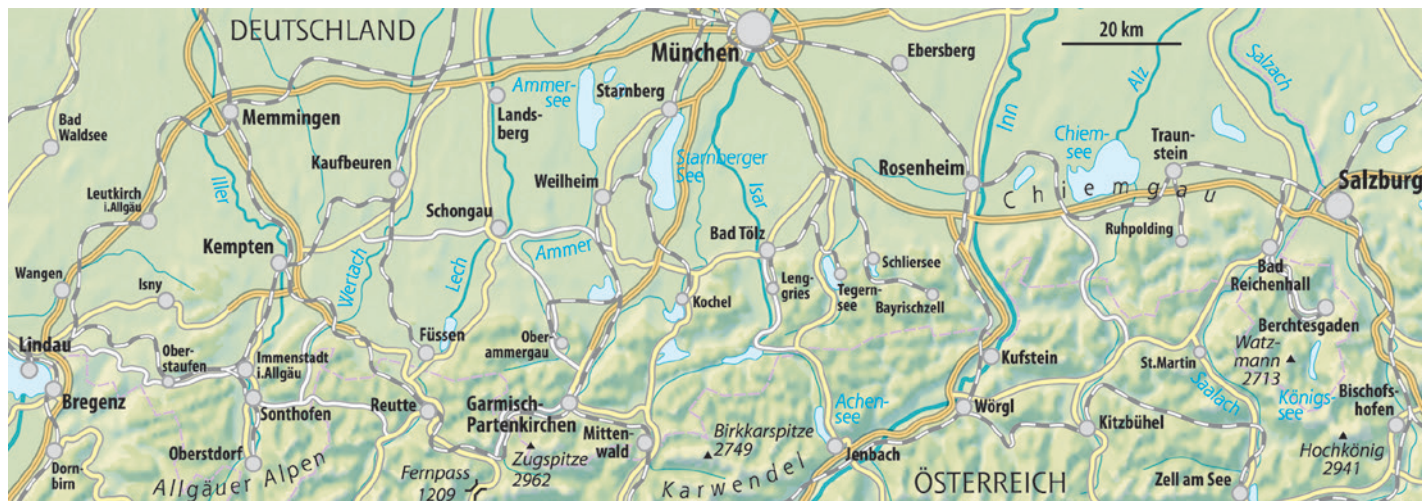 DEUTSCHLAND
München
Ebersberg
20 km
Inn
Alz
Salzach
Ammer-
see
Starnberg
Lands-
berg
Memmingen
Bad
Waldsee
Kaufbeuren
Iller
Leutkirch
i.Allgäu
Weilheim
Starnberger
See
Isar
Rosenheim
Chiem-
see
Traun-
stein
Chiemgau
Salzburg
Schongau
Kempten
Wertach
Lech
Ammer
Bad Tölz
Ruhpolding
Wangen
Isny
Kochel
Leng-
gries
Tegern-
see
Schliersee
Bayrischzell
Bad
Reichenhall
Berchtesgaden
Lindau
Ober-
staufen
Immenstadt
i.Allgäu
Füssen
Ober-
ammergau
Kufstein
St.Martin
Watz-
mann
2713
Saalach
Königs-
see
Bischofs-
hofen
Bregenz
Sonthofen
Reutte
Garmisch-
Partenkirchen
Mitten-
wald
Achen-
see
Wörgl
Kitzbühel
Birkkarspitze
2749
Jenbach
Hochkönig
2941
Dorn-
birn
Oberstdorf
Allgäuer Alpen
Fernpass
1209
Zugspitze
2962
Karwendel
ÖSTERREICH
Zell am See